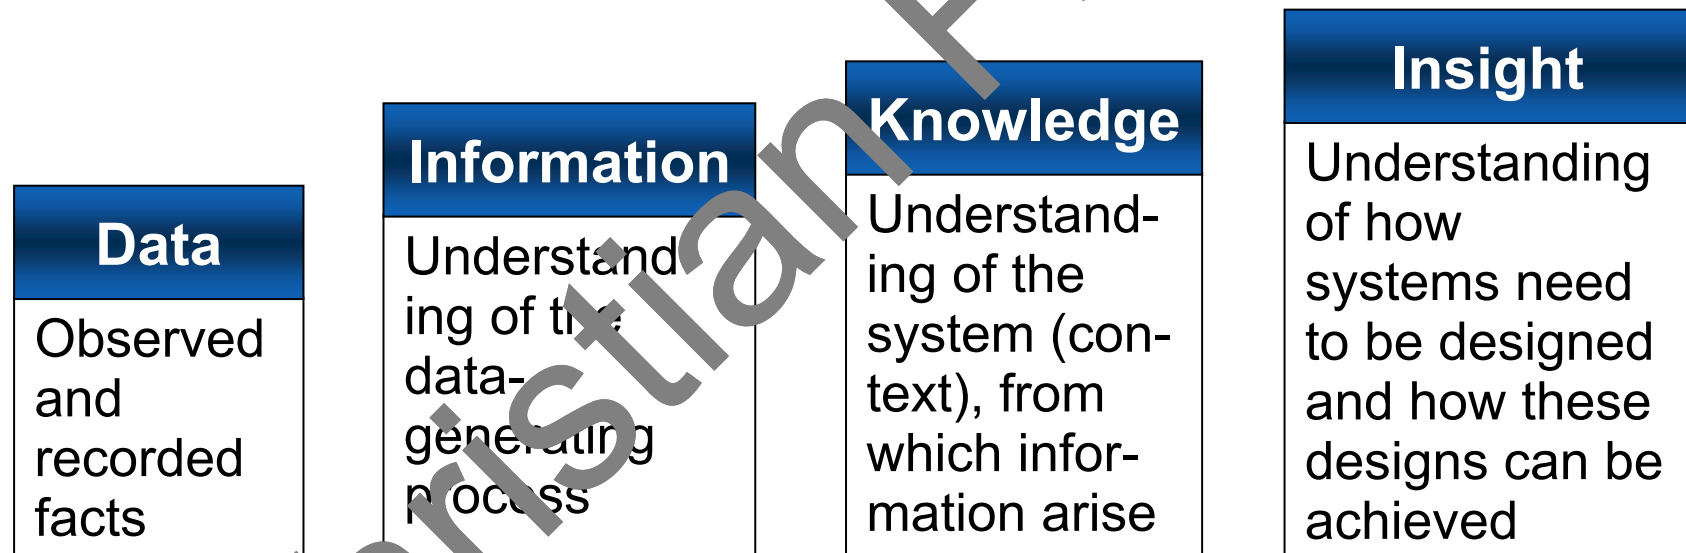 Data
Observed
and
recorded
facts
Information
Understand
ing of the
data-
generating
process
Knowledge
Understand-
ing of the
system (con-
text), from
which infor-
mation arise
Insight
Understanding
of how
systems need
to be designed
and how these
designs can be
achieved
ristian